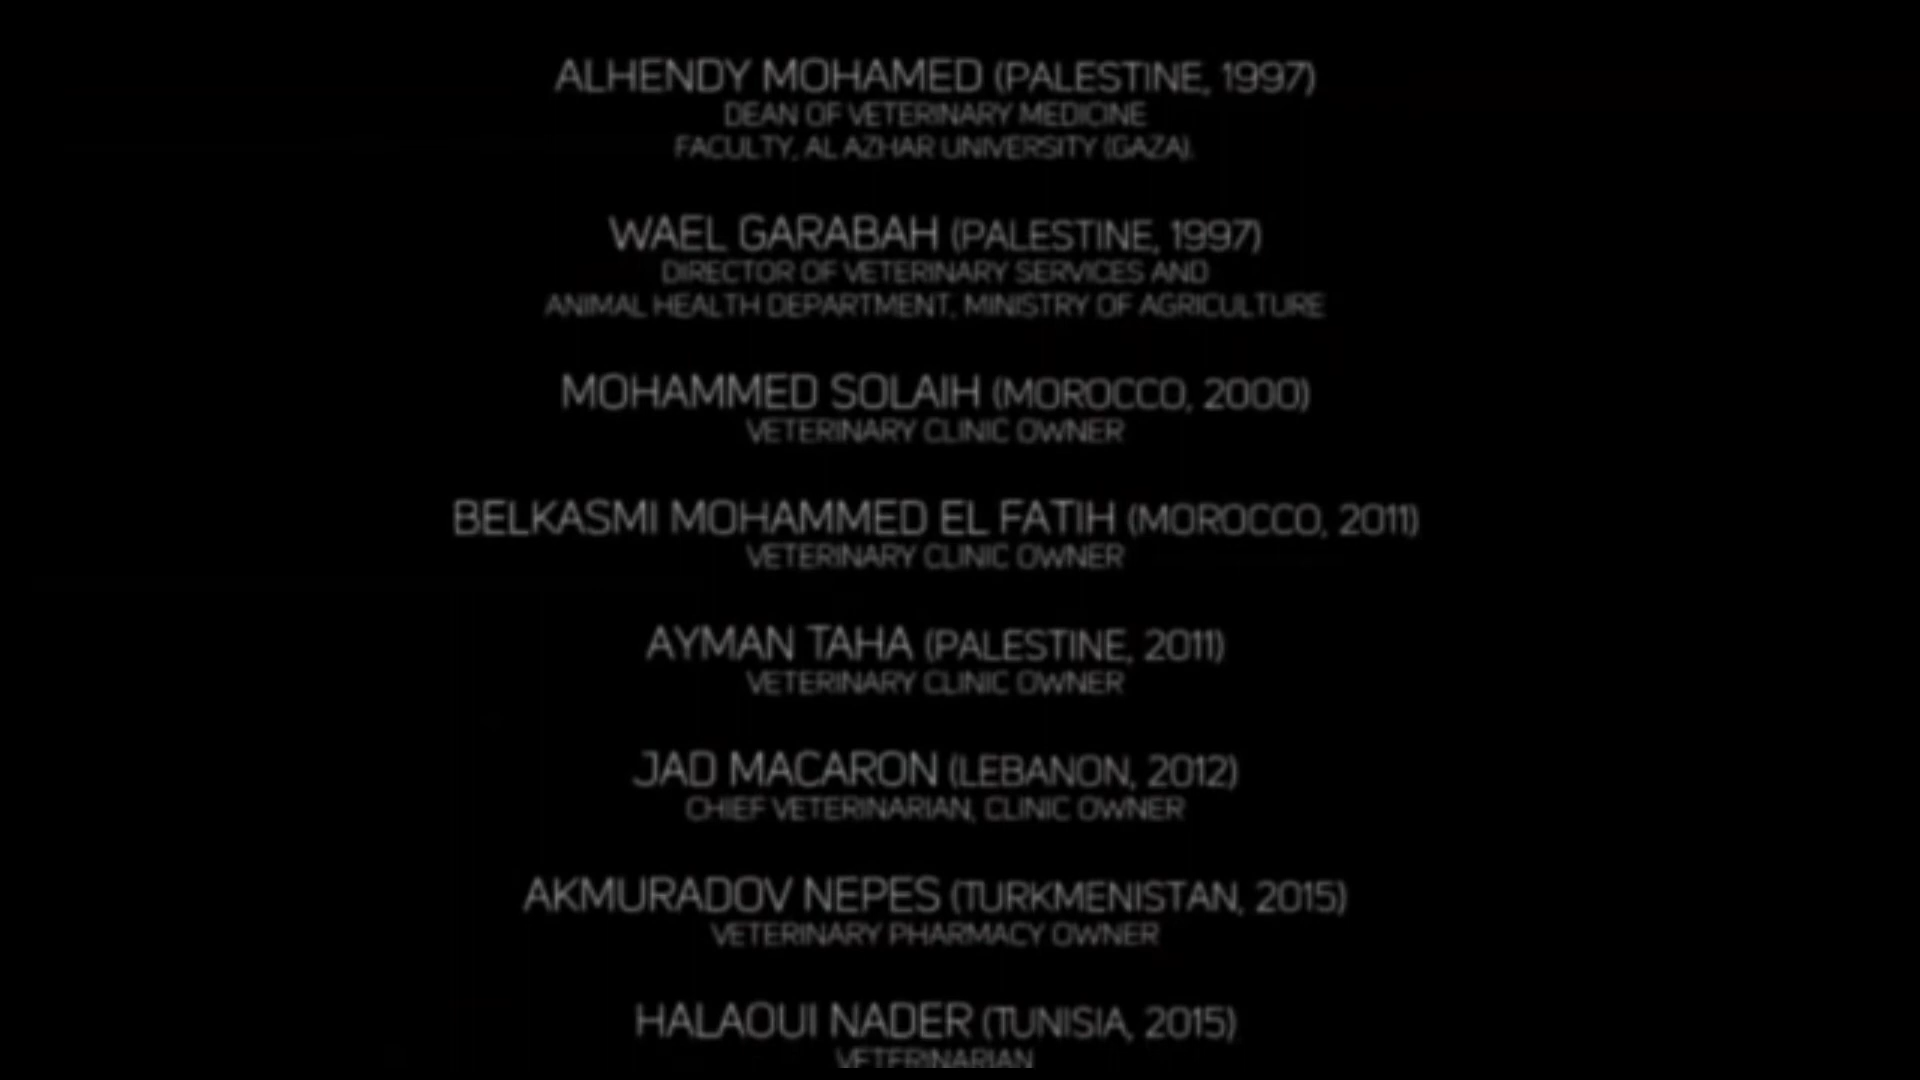 ALHENDY MOHAMED (PALESTINE, 1997)
DEAN OF VETERINARY MEDICINE
FACULTY, AL AZHAR UNIVERSITY (GAZA).
WAEL GARABAH (PALESTINE, 1997)
DIRECTOR OF VETERINARY SERVICES AND
ANIMAL HEALTH DEPARTMENT, MINISTRY OF AGRICULTURE
MOHAMMED SOLAIH (MOROCCO, 2000)
VETERINARY CLINIC OWNER
BELKASMI MOHAMMED EL FATIH (MOROCCO, 2011)
VETERINARY CLINIC OWNER
AYMAN TAHA (PALESTINE, 2011)
VETERINARY CLINIC OWNER
JAD MACARON (LEBANON, 2012)
CHIEF VETERINARIAN, CLINIC OWNER
AKMURADOV NEPES (TURKMENISTAN, 2015)
VETERINARY PHARMACY OWNER
HALAOUI NADER (TUNISIA, 2015)
VETERINARIAN